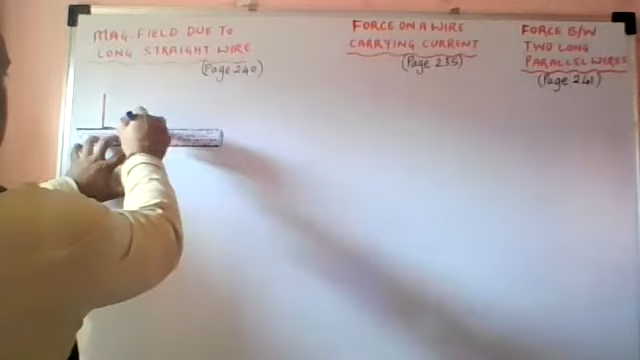 MAG. FIELD DUE TO
LONG STRAIGHT WIRE
(Page 240)
FORCE ON A WIRE
CARRYING CURRENT
(Page 235)
FORCE B/W
TWO LONG
PARALLEL WIRES
(Page 241)